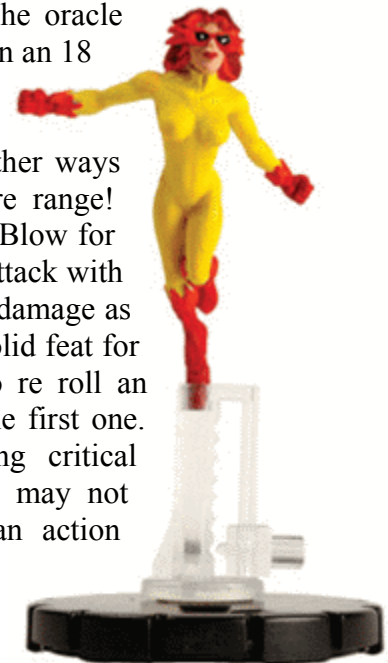 he oracle
n an 18
ther ways
re range!
Blow for
ttack with
damage as
olid feat for
o re roll an
e first one.
ng critical
may not
an action